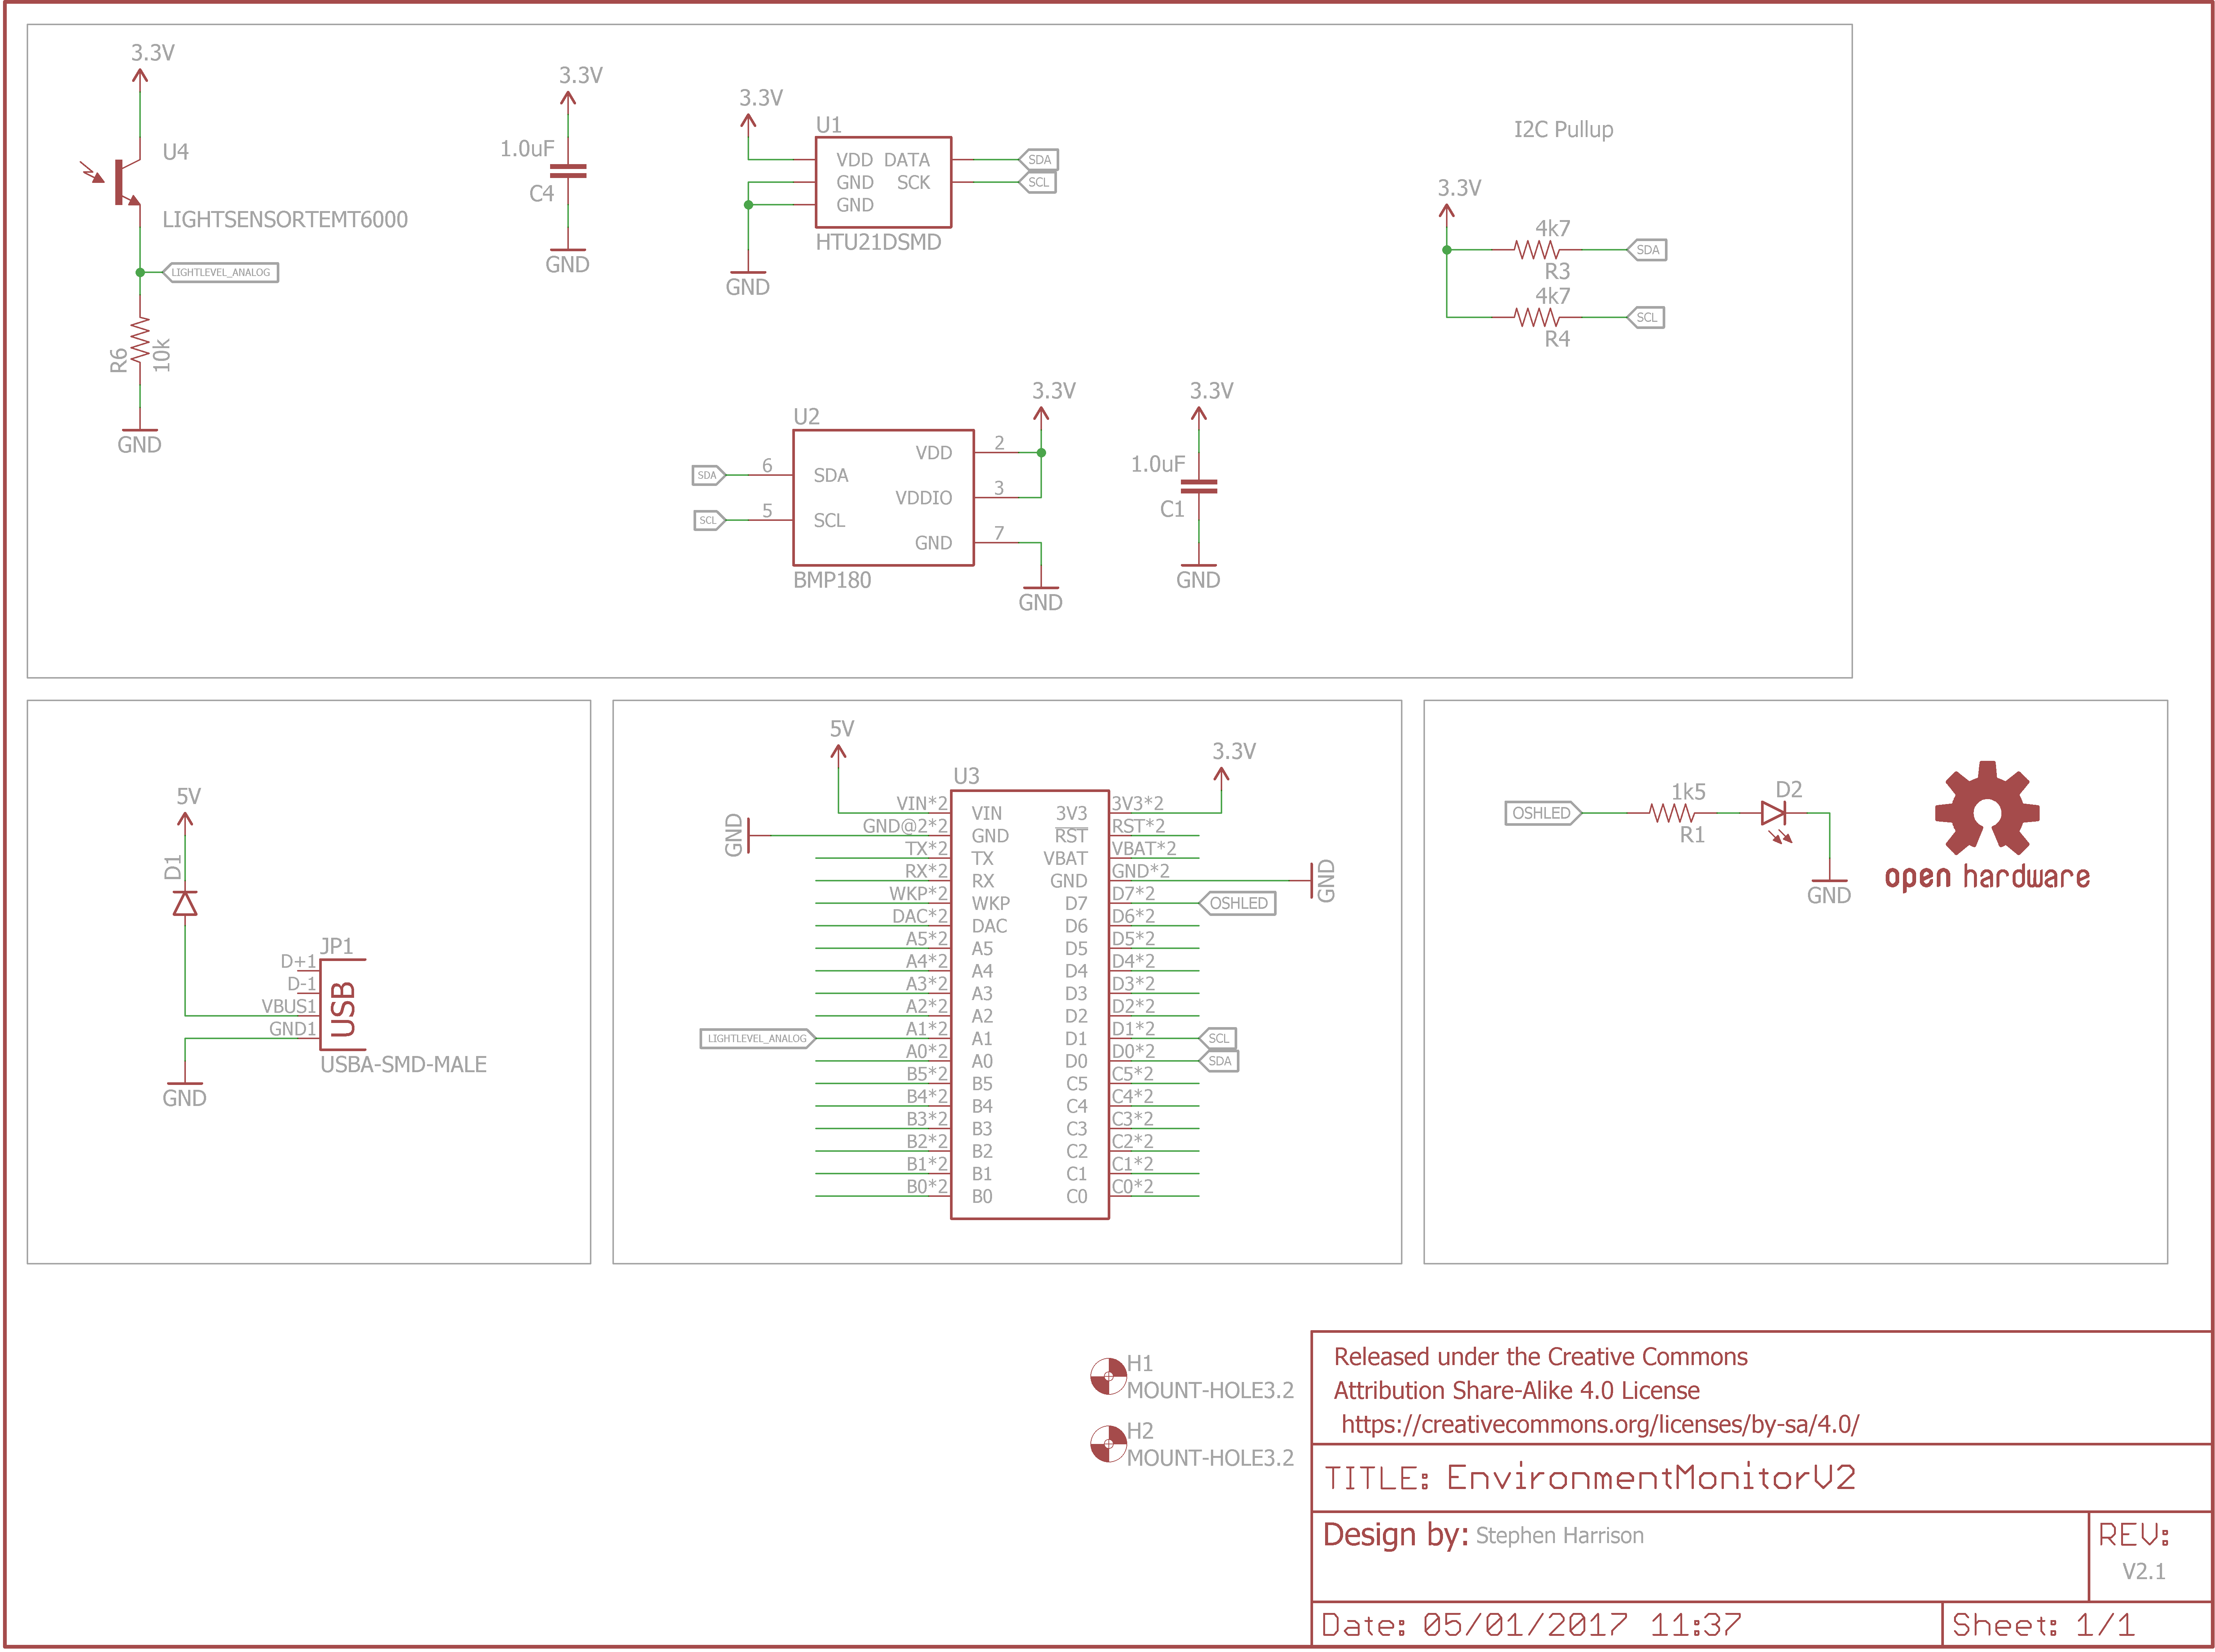 3.3V
U4
LIGHTSENSORTEMT6000
LIGHTLEVEL_ANALOG
R6
10k
GND
3.3V
1.0uF
C4
GND
3.3V
U1
VDD DATA
GND SCK
GND
HTU21DSMD
SDA
SCL
GND
I2C Pullup
3.3V
4k7
R3
SDA
4k7
R4
SCL
U2
3.3V
VDD 2
SDA 6 SDA
VDDIO 3
SCL 5 SCL
GND 7
BMP180
GND
3.3V
1.0uF
C1
GND
5V
D1
JP1
D+1
D-1
VBUS1
GND1
USB
USBA-SMD-MALE
GND
5V
3.3V
U3
VIN*2 VIN 3V3 3V3*2
GND GND@2*2 GND RST RST*2
TX*2 TX VBAT VBAT*2
RX*2 RX GND GND*2 GND
WKP*2 WKP D7 D7*2 OSHLED
DAC*2 DAC D6 D6*2
A5*2 A5 D5 D5*2
A4*2 A4 D4 D4*2
A3*2 A3 D3 D3*2
A2*2 A2 D2 D2*2
LIGHTLEVEL_ANALOG A1*2 A1 D1 D1*2 SCL
A0*2 A0 D0 D0*2 SDA
B5*2 B5 C5 C5*2
B4*2 B4 C4 C4*2
B3*2 B3 C3 C3*2
B2*2 B2 C2 C2*2
B1*2 B1 C1 C1*2
B0*2 B0 C0 C0*2
OSHLED
1k5
R1
D2
GND
open hardware
H1
MOUNT-HOLE3.2
H2
MOUNT-HOLE3.2
Released under the Creative Commons
Attribution Share-Alike 4.0 License
https://creativecommons.org/licenses/by-sa/4.0/
TITLE: EnvironmentMonitorV2
Design by: Stephen Harrison
REV:
V2.1
Date: 05/01/2017 11:37
Sheet: 1/1